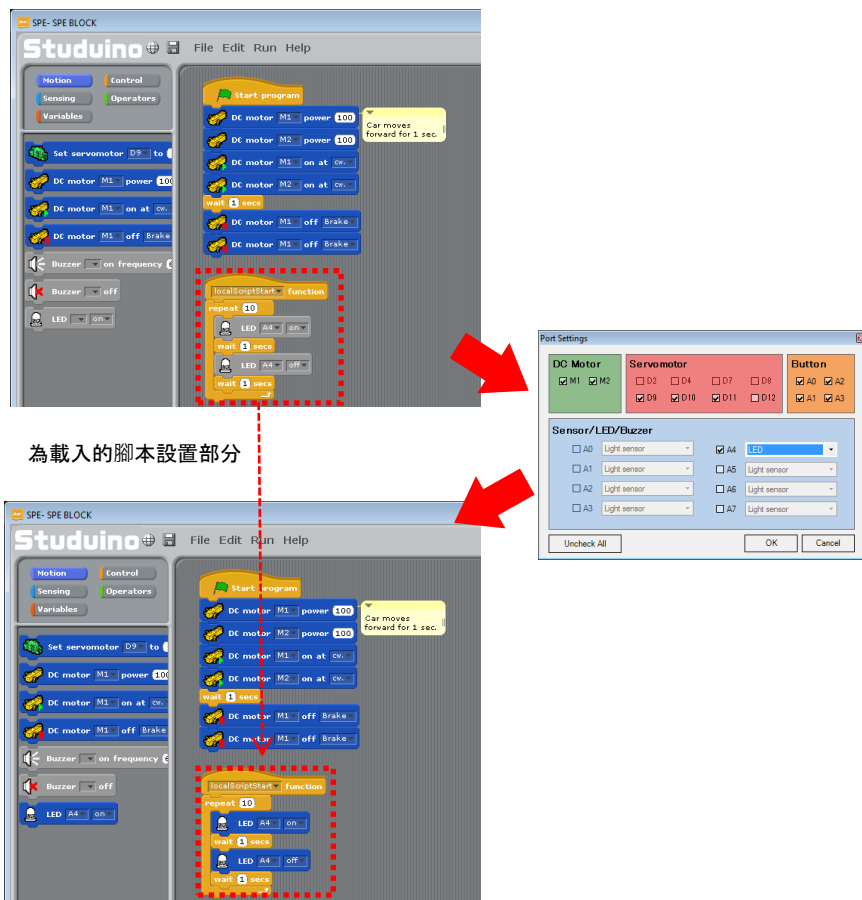 SPE- SPE BLOCK
Studuino File Edit Run Help
Motion Control
Sensing Operators
Variables
Set servomotor D9 to
DC motor M1 power 100
DC motor M1 on at cw.
DC motor M1 off Brake
Buzzer on frequency
Buzzer off
LED on
Start program
DC motor M1 power 100
DC motor M2 power 100
DC motor M1 on at cw.
DC motor M2 on at cw.
wait 1 secs
DC motor M1 off Brake
DC motor M1 off Brake
Car moves
forward for 1 sec.
localScriptStart function
repeat 10
LED A4 on
wait 1 secs
LED A4 off
wait 1 secs
Port Settings
DC Motor Servomotor Button
M1 M2 D2 D4 D7 D8 A0 A2
D9 D10 D11 D12 A1 A3
Sensor/LED/Buzzer
A0 Light sensor A4 LED
A1 Light sensor A5 Light sensor
A2 Light sensor A6 Light sensor
A3 Light sensor A7 Light sensor
Uncheck All OK Cancel
為載入的腳本設置部分
SPE- SPE BLOCK
Studuino File Edit Run Help
Motion Control
Sensing Operators
Variables
Set servomotor D9 to
DC motor M1 power 100
DC motor M1 on at cw.
DC motor M1 off Brake
Buzzer on frequency
Buzzer off
LED A4 on
Start program
DC motor M1 power 100
DC motor M2 power 100
DC motor M1 on at cw.
DC motor M2 on at cw.
wait 1 secs
DC motor M1 off Brake
DC motor M1 off Brake
Car moves
forward for 1 sec.
localScriptStart function
repeat 10
LED A4 on
wait 1 secs
LED A4 off
wait 1 secs